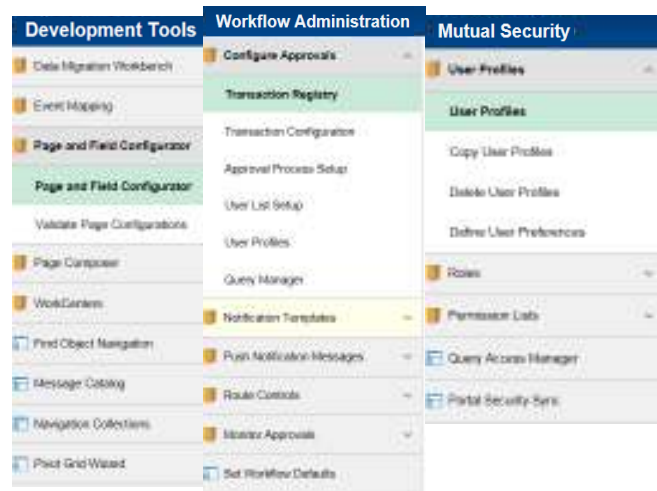 Development Tools
Data Migration Workbench
Event Mapping
Page and Field Configurator
Page and Field Configurator
Validate Page Configurations
Page Composer
WorkCenters
Find Object Navigation
Message Catalog
Navigation Collections
Pivot Grid Wizard
Workflow Administration
Configure Approvals
Transaction Registry
Transaction Configuration
Approval Process Setup
User List Setup
User Profiles
Query Manager
Notification Templates
Push Notification Messages
Route Controls
Monitor Approvals
Set Workflow Defaults
Mutual Security
User Profiles
User Profiles
Copy User Profiles
Delete User Profiles
Define User Preferences
Roles
Permission Lists
Query Access Manager
Portal Security Sync